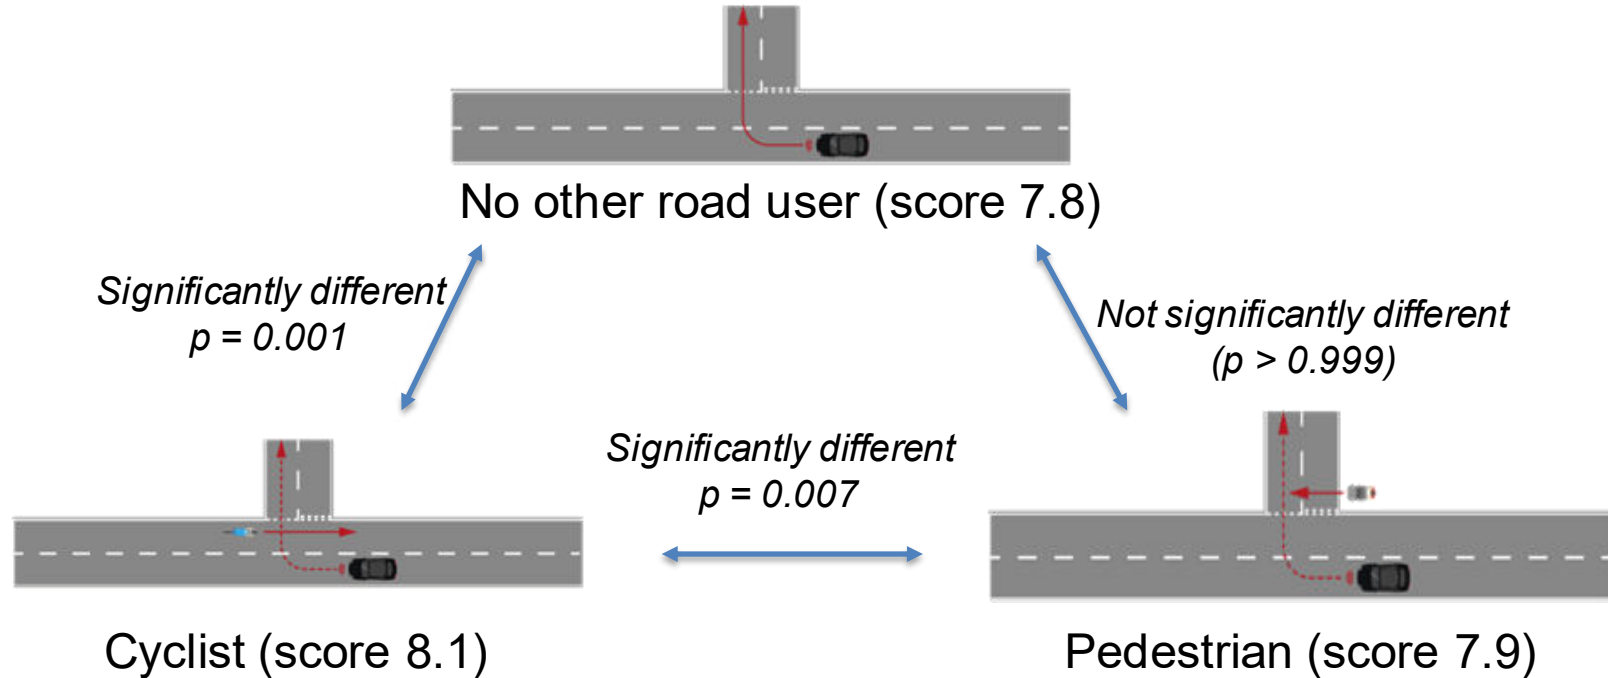 No other road user (score 7.8)
Significantly different
p = 0.001
Not significantly different
(p > 0.999)
Significantly different
p = 0.007
Cyclist (score 8.1)
Pedestrian (score 7.9)